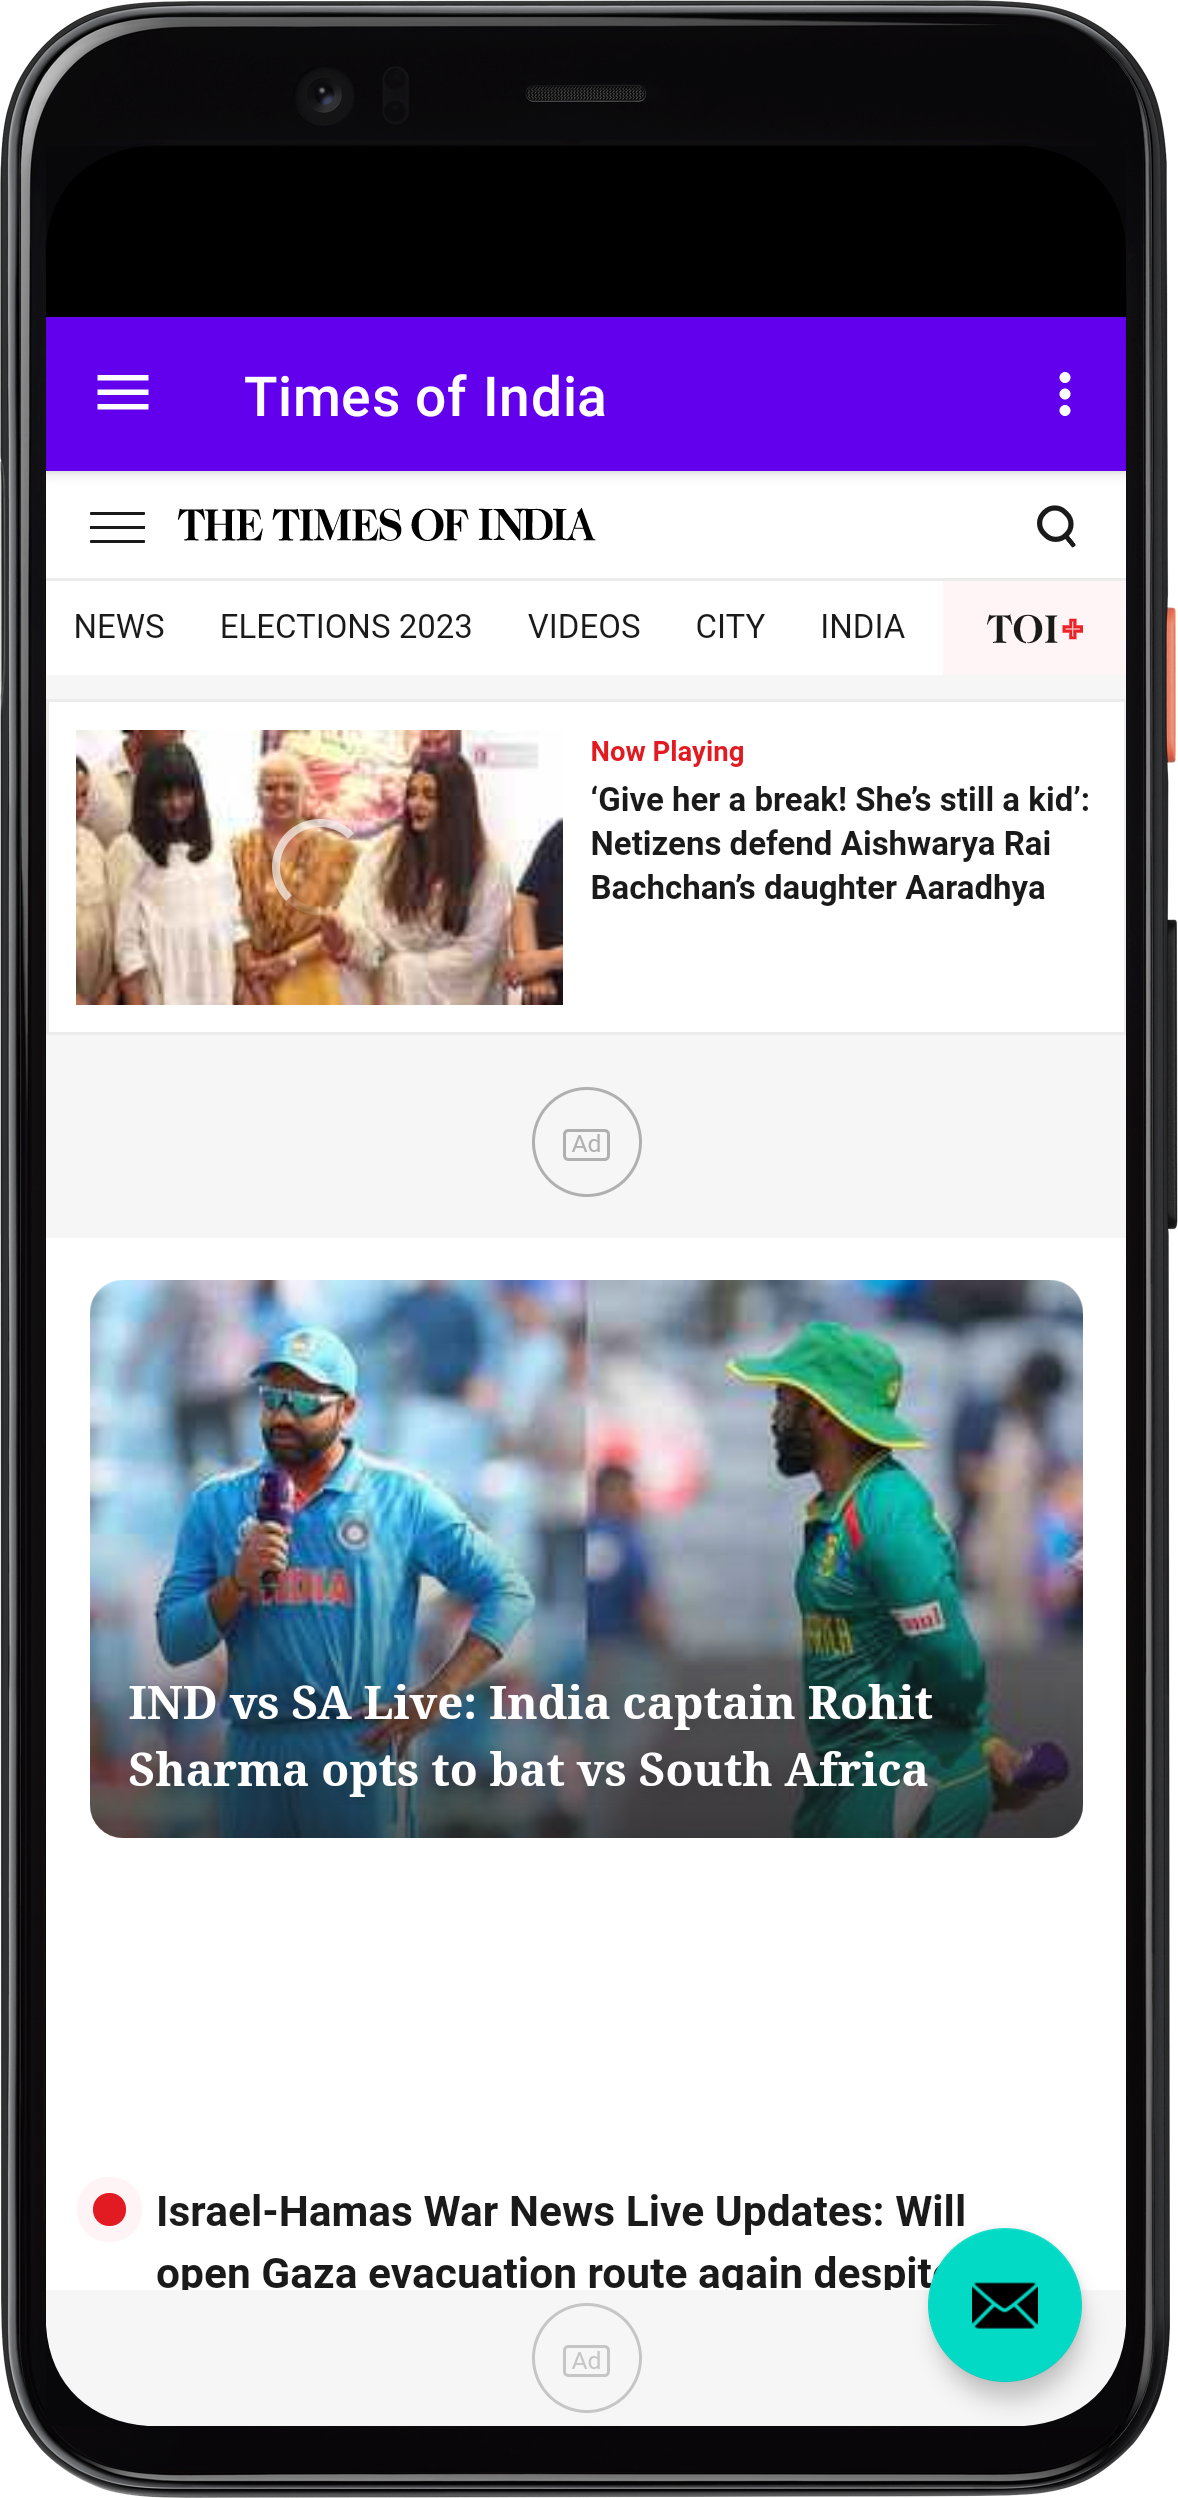 Times of India
THE TIMES OF INDIA
NEWS ELECTIONS 2023 VIDEOS CITY INDIA TOI+
Now Playing
‘Give her a break! She’s still a kid’:
Netizens defend Aishwarya Rai
Bachchan’s daughter Aaradhya
Ad
INDIA
IND vs SA Live: India captain Rohit
Sharma opts to bat vs South Africa
Israel-Hamas War News Live Updates: Will
open Gaza evacuation route again despite
Ad